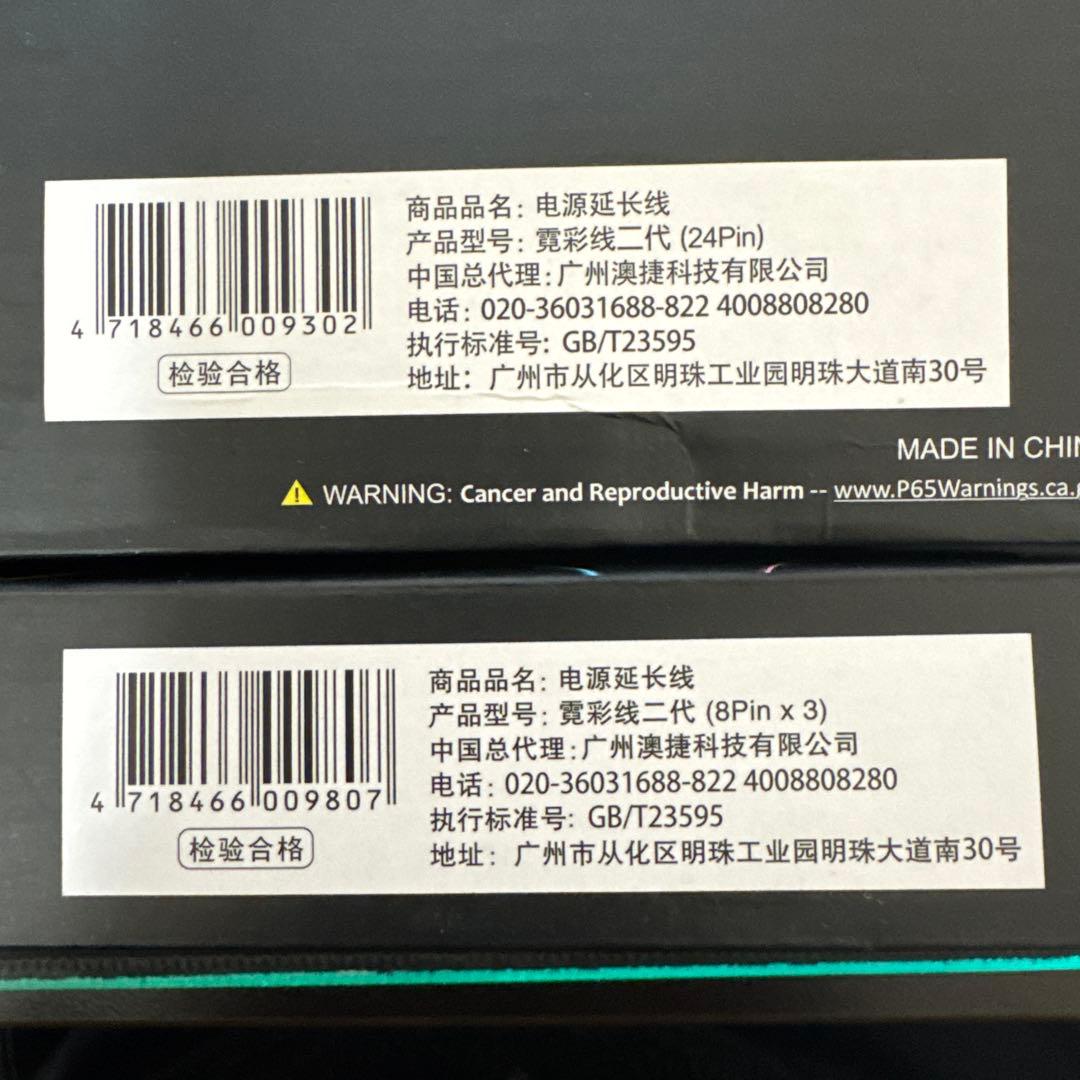 商品品名：电源延长线
产品型号：霓彩线二代 (24Pin)
中国总代理：广州澳捷科技有限公司
电话：020-36031688-822 4008808280
执行标准号：GB/T23595
地址：广州市从化区明珠工业园明珠大道南30号
4 718466 009302
检验合格
MADE IN CHIN
WARNING: Cancer and Reproductive Harm -- www.P65Warnings.ca.g
商品品名：电源延长线
产品型号：霓彩线二代 (8Pin x 3)
中国总代理：广州澳捷科技有限公司
电话：020-36031688-822 4008808280
执行标准号：GB/T23595
地址：广州市从化区明珠工业园明珠大道南30号
4 718466 009807
检验合格